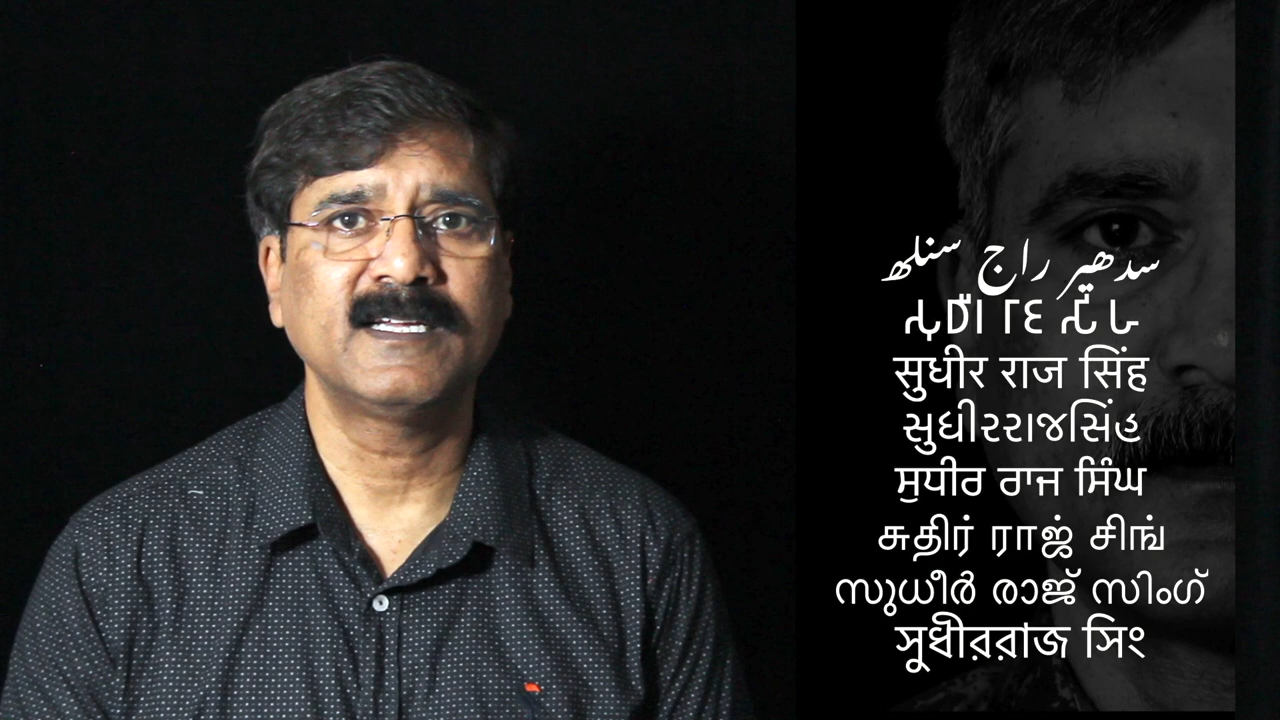 سدھیر راج سنلھ
सुधीर राज सिंह
સુધીરરાજસિંહ
ਸੁਧੀਰ ਰਾਜ ਸਿੰਘ
சுதிர் ராஜ் சிங்
സുധീർ രാജ് സിംഗ്
সুধীররাজ সিং